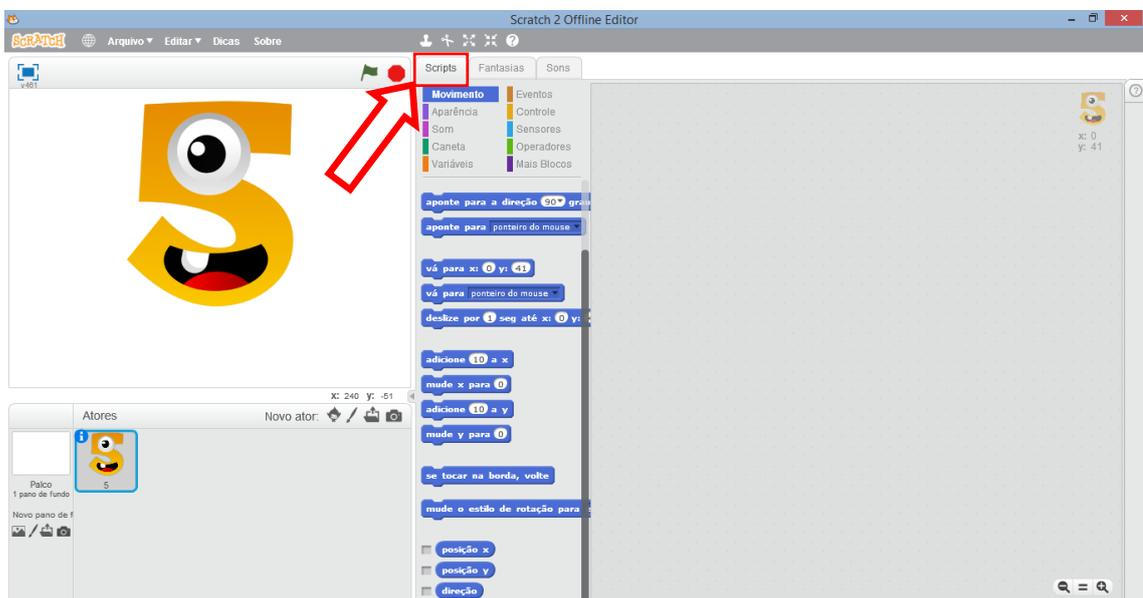 Scratch 2 Offline Editor
SCRATCH Arquivo Editar Dicas Sobre
v461
Scripts Fantasias Sons
Movimento Eventos
Aparência Controle
Som Sensores
Caneta Operadores
Variáveis Mais Blocos
aponte para a direção 90 grau
aponte para ponteiro do mouse
vá para x: 0 y: 41
vá para ponteiro do mouse
deslize por 1 seg até x: 0 y:
adicione 10 a x
mude x para 0
adicione 10 a y
mude y para 0
se tocar na borda, volte
mude o estilo de rotação para
posição x
posição y
direção
x: 0
y: 41
x: 240 y: -51
Atores Novo ator:
Palco
1 pano de fundo
Novo pano de f
5